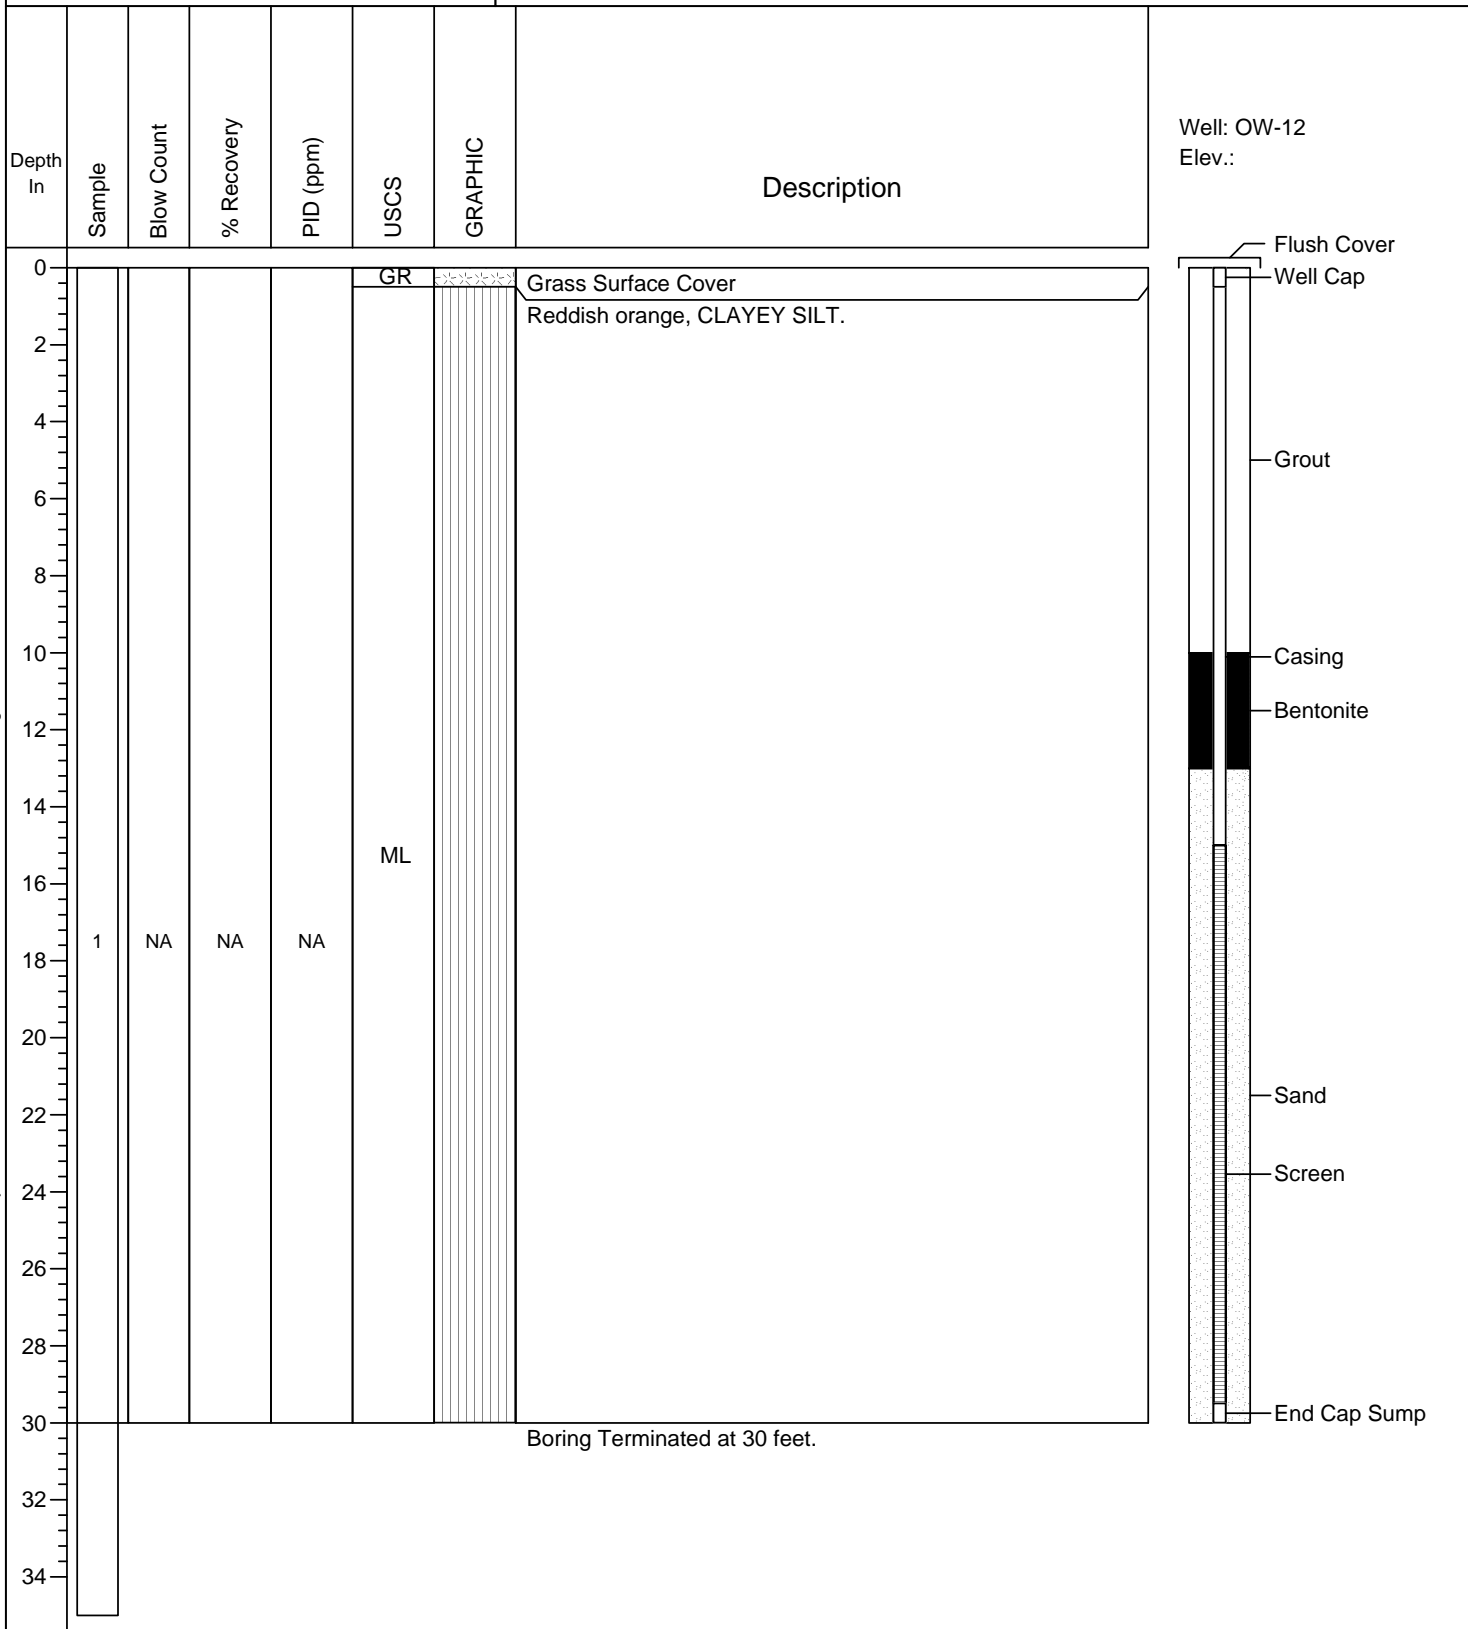 Depth
In
Sample
Blow Count
% Recovery
PID (ppm)
USCS
GRAPHIC
Description
Well: OW-12
Elev.:
Flush Cover
0
GR
Grass Surface Cover
Well Cap
Reddish orange, CLAYEY SILT.
2
4
Grout
6
8
10
Casing
Bentonite
12
14
ML
16
1
NA
NA
NA
18
20
Sand
22
Screen
24
26
28
30
End Cap Sump
Boring Terminated at 30 feet.
32
34